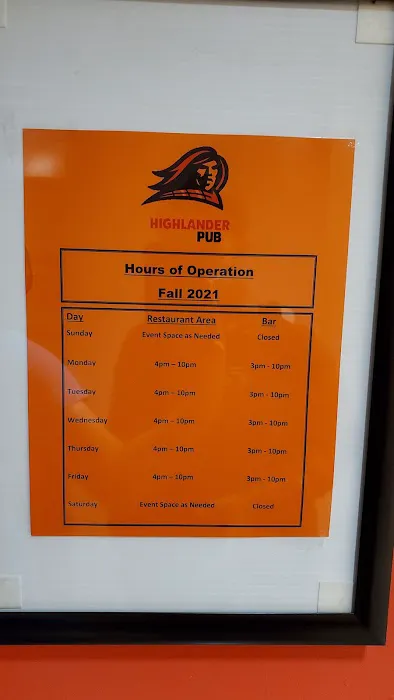 HIGHLANDER
PUB
Hours of Operation
Fall 2021
Day Restaurant Area Bar
Sunday Event Space as Needed Closed
Monday 4pm – 10pm 3pm - 10pm
Tuesday 4pm – 10pm 3pm - 10pm
Wednesday 4pm – 10pm 3pm - 10pm
Thursday 4pm – 10pm 3pm - 10pm
Friday 4pm – 10pm 3pm - 10pm
Saturday Event Space as Needed Closed